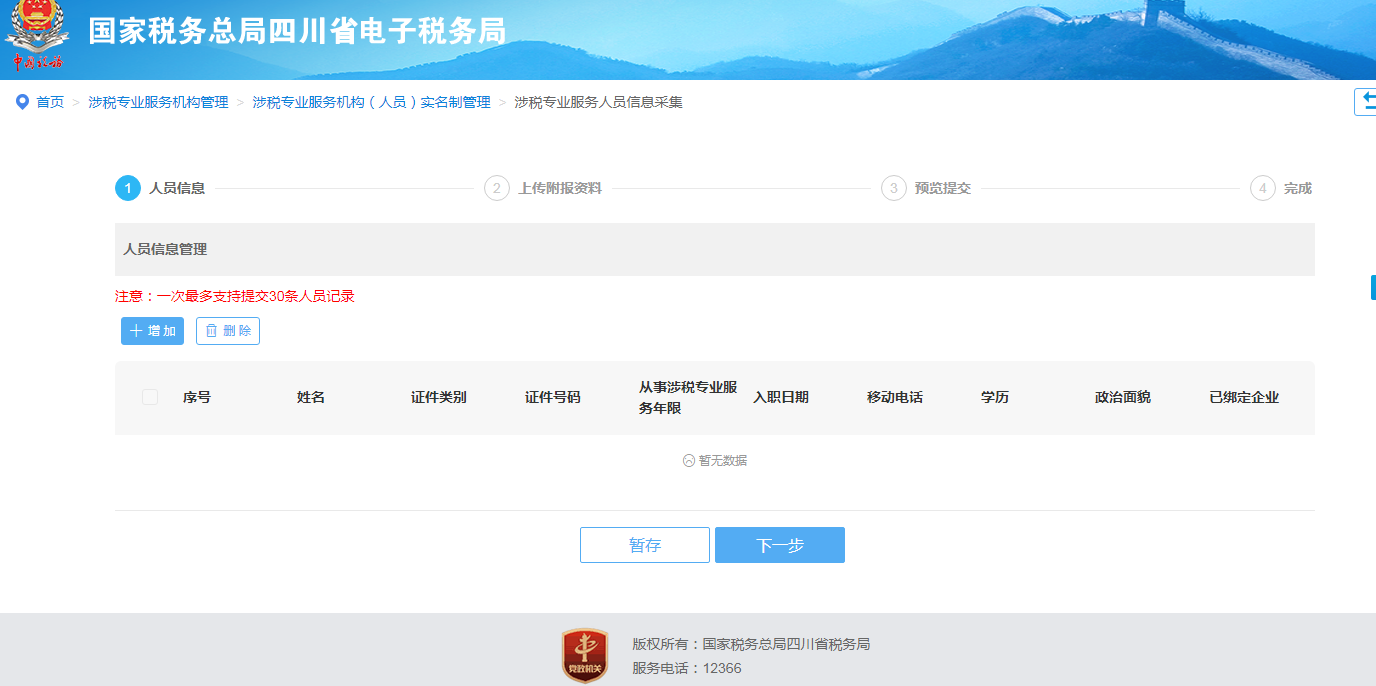 国家税务总局四川省电子税务局
中国税务
首页 > 涉税专业服务机构管理 > 涉税专业服务机构（人员）实名制管理 > 涉税专业服务人员信息采集
1 人员信息 2 上传附报资料 3 预览提交 4 完成
人员信息管理
注意：一次最多支持提交30条人员记录
增加 删除
序号 姓名 证件类别 证件号码 从事涉税专业服务年限 入职日期 移动电话 学历 政治面貌 已绑定企业
暂无数据
暂存 下一步
党政机关
版权所有：国家税务总局四川省税务局
服务电话：12366